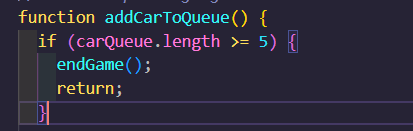 function addCarToQueue() {
if (carQueue.length >= 5) {
endGame();
return;
}